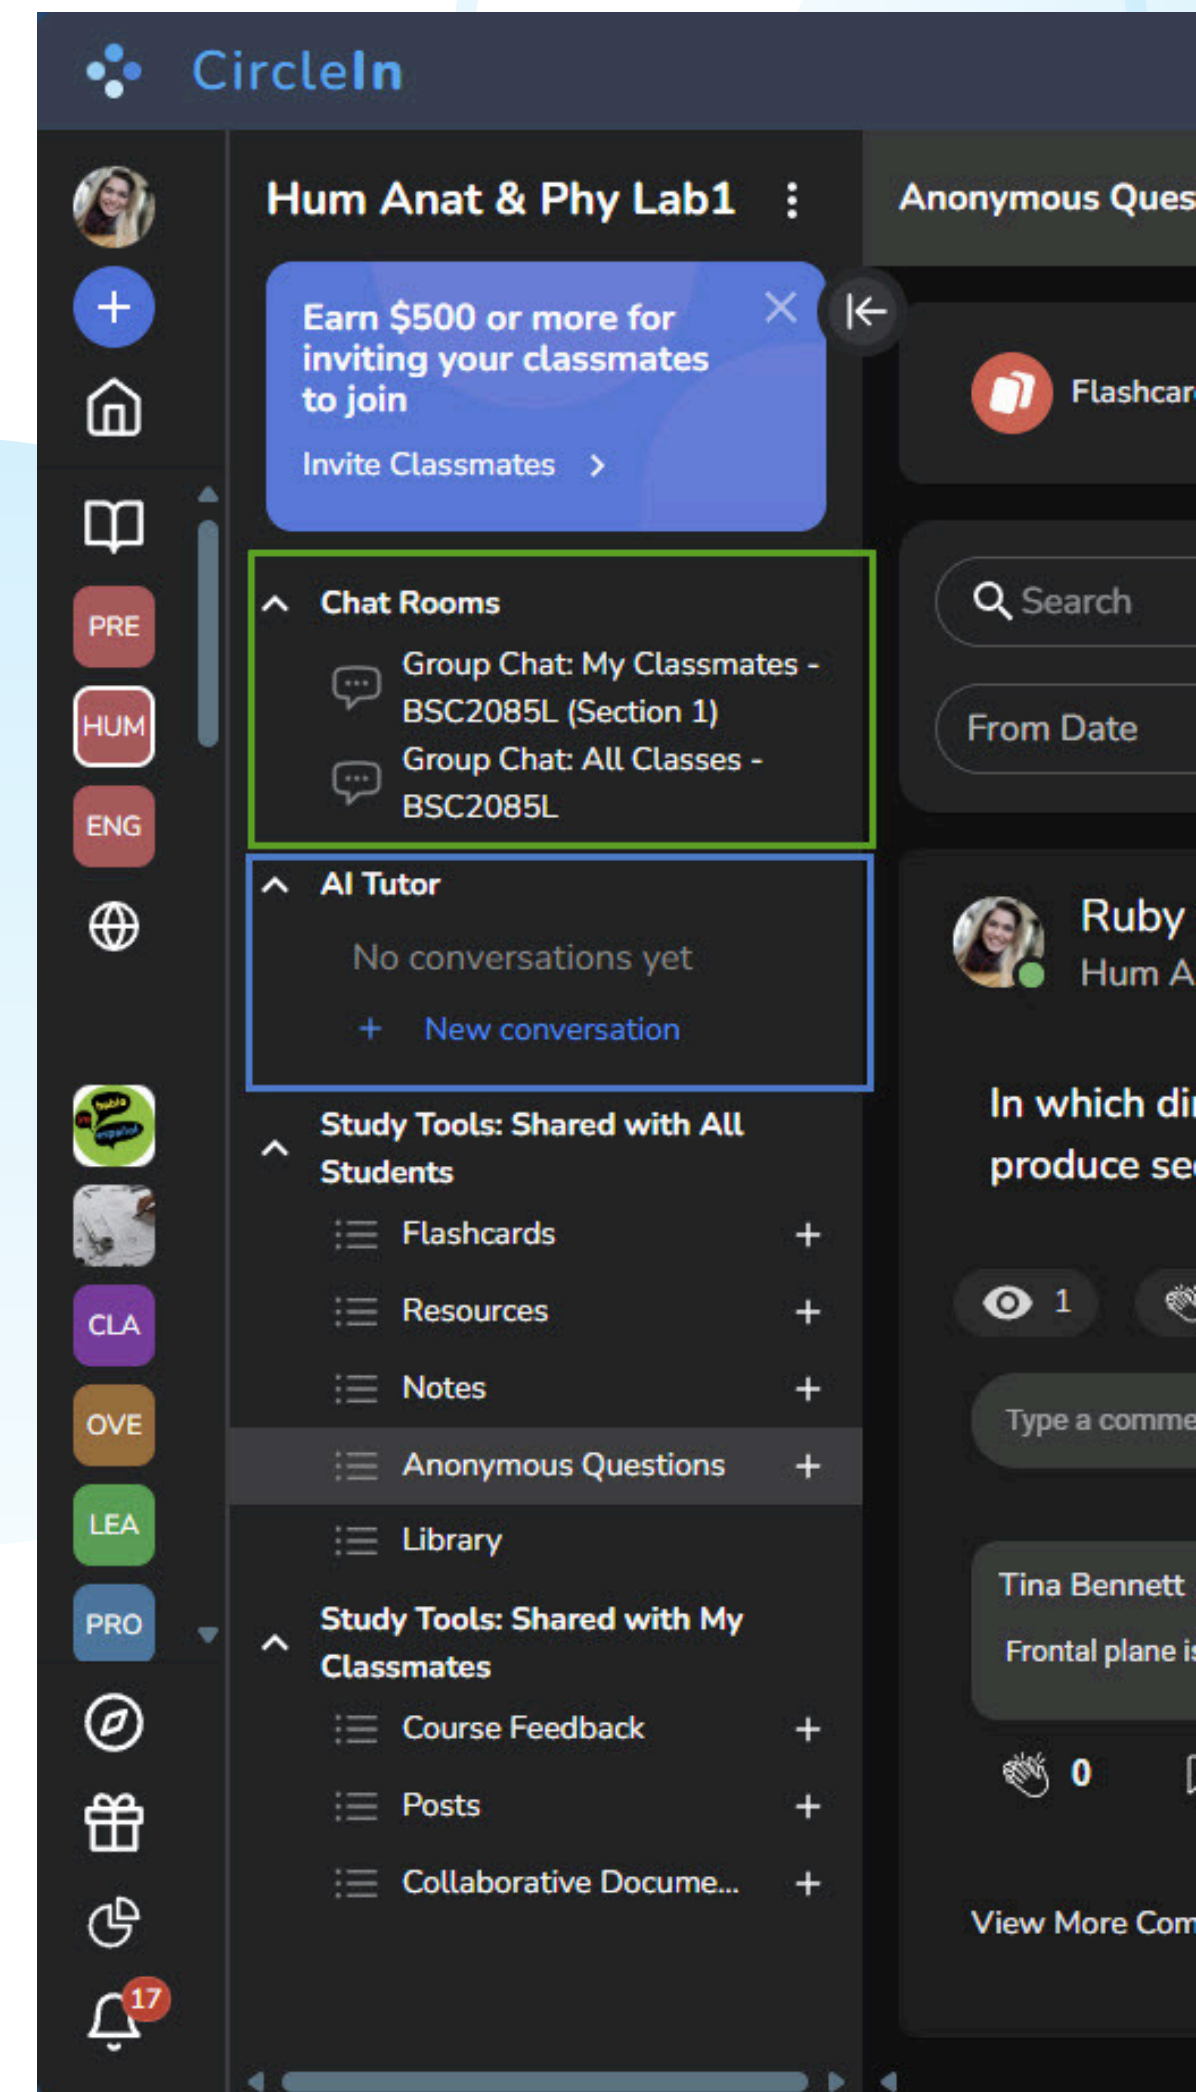 CircleIn
Hum Anat & Phy Lab1
Anonymous Ques
Earn $500 or more for
inviting your classmates
to join
Invite Classmates
Flashcar
PRE
HUM
ENG
Chat Rooms
Group Chat: My Classmates -
BSC2085L (Section 1)
Group Chat: All Classes -
BSC2085L
Search
From Date
AI Tutor
No conversations yet
+ New conversation
Ruby
Hum A
In which di
produce se
Study Tools: Shared with All
Students
Flashcards +
Resources +
Notes +
Anonymous Questions +
Library
1
Type a comme
CLA
OVE
LEA
PRO
Study Tools: Shared with My
Classmates
Course Feedback +
Posts +
Collaborative Docume... +
Tina Bennett
Frontal plane is
0
View More Com
17